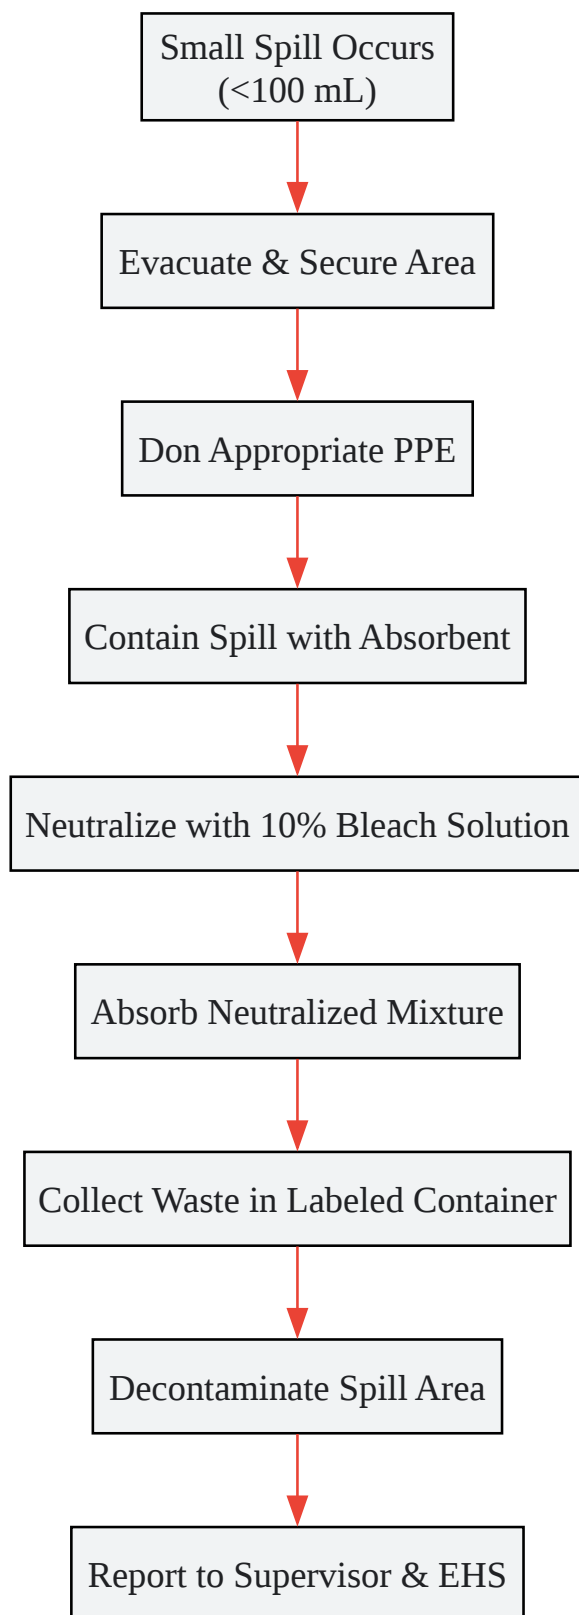 Small Spill Occurs
(<100 mL)
Evacuate & Secure Area
Don Appropriate PPE
Contain Spill with Absorbent
Neutralize with 10% Bleach Solution
Absorb Neutralized Mixture
Collect Waste in Labeled Container
Decontaminate Spill Area
Report to Supervisor & EHS